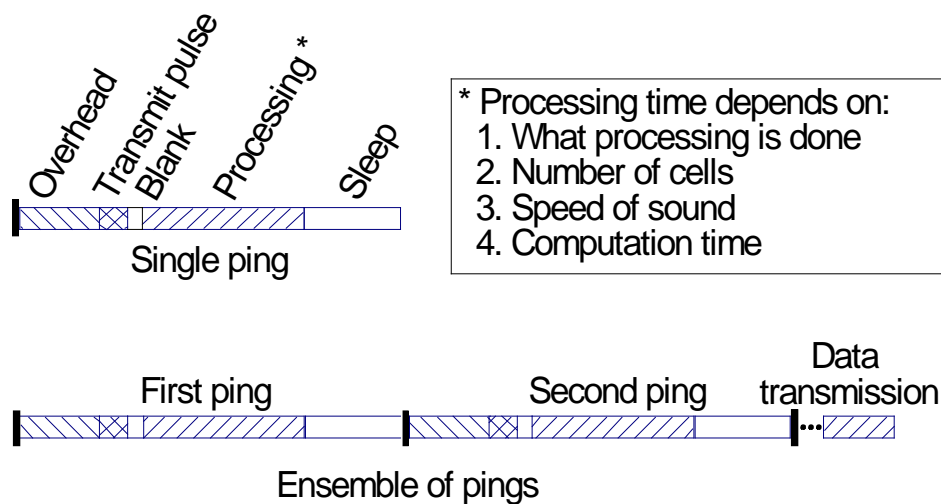 Overhead
Transmit pulse
Blank
Processing *
Sleep
Single ping
* Processing time depends on:
1. What processing is done
2. Number of cells
3. Speed of sound
4. Computation time
First ping
Second ping
Data
transmission
Ensemble of pings